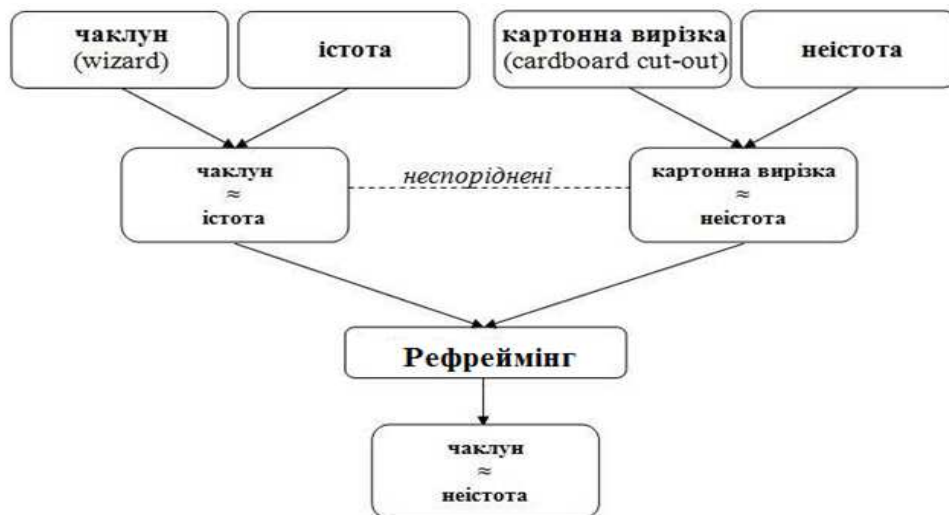 чаклун
(wizard)
істота
картонна вирізка
(cardboard cut-out)
неістота
чаклун
≈
істота
неспоріднені
картонна вирізка
≈
неістота
Рефреймінг
чаклун
≈
неістота